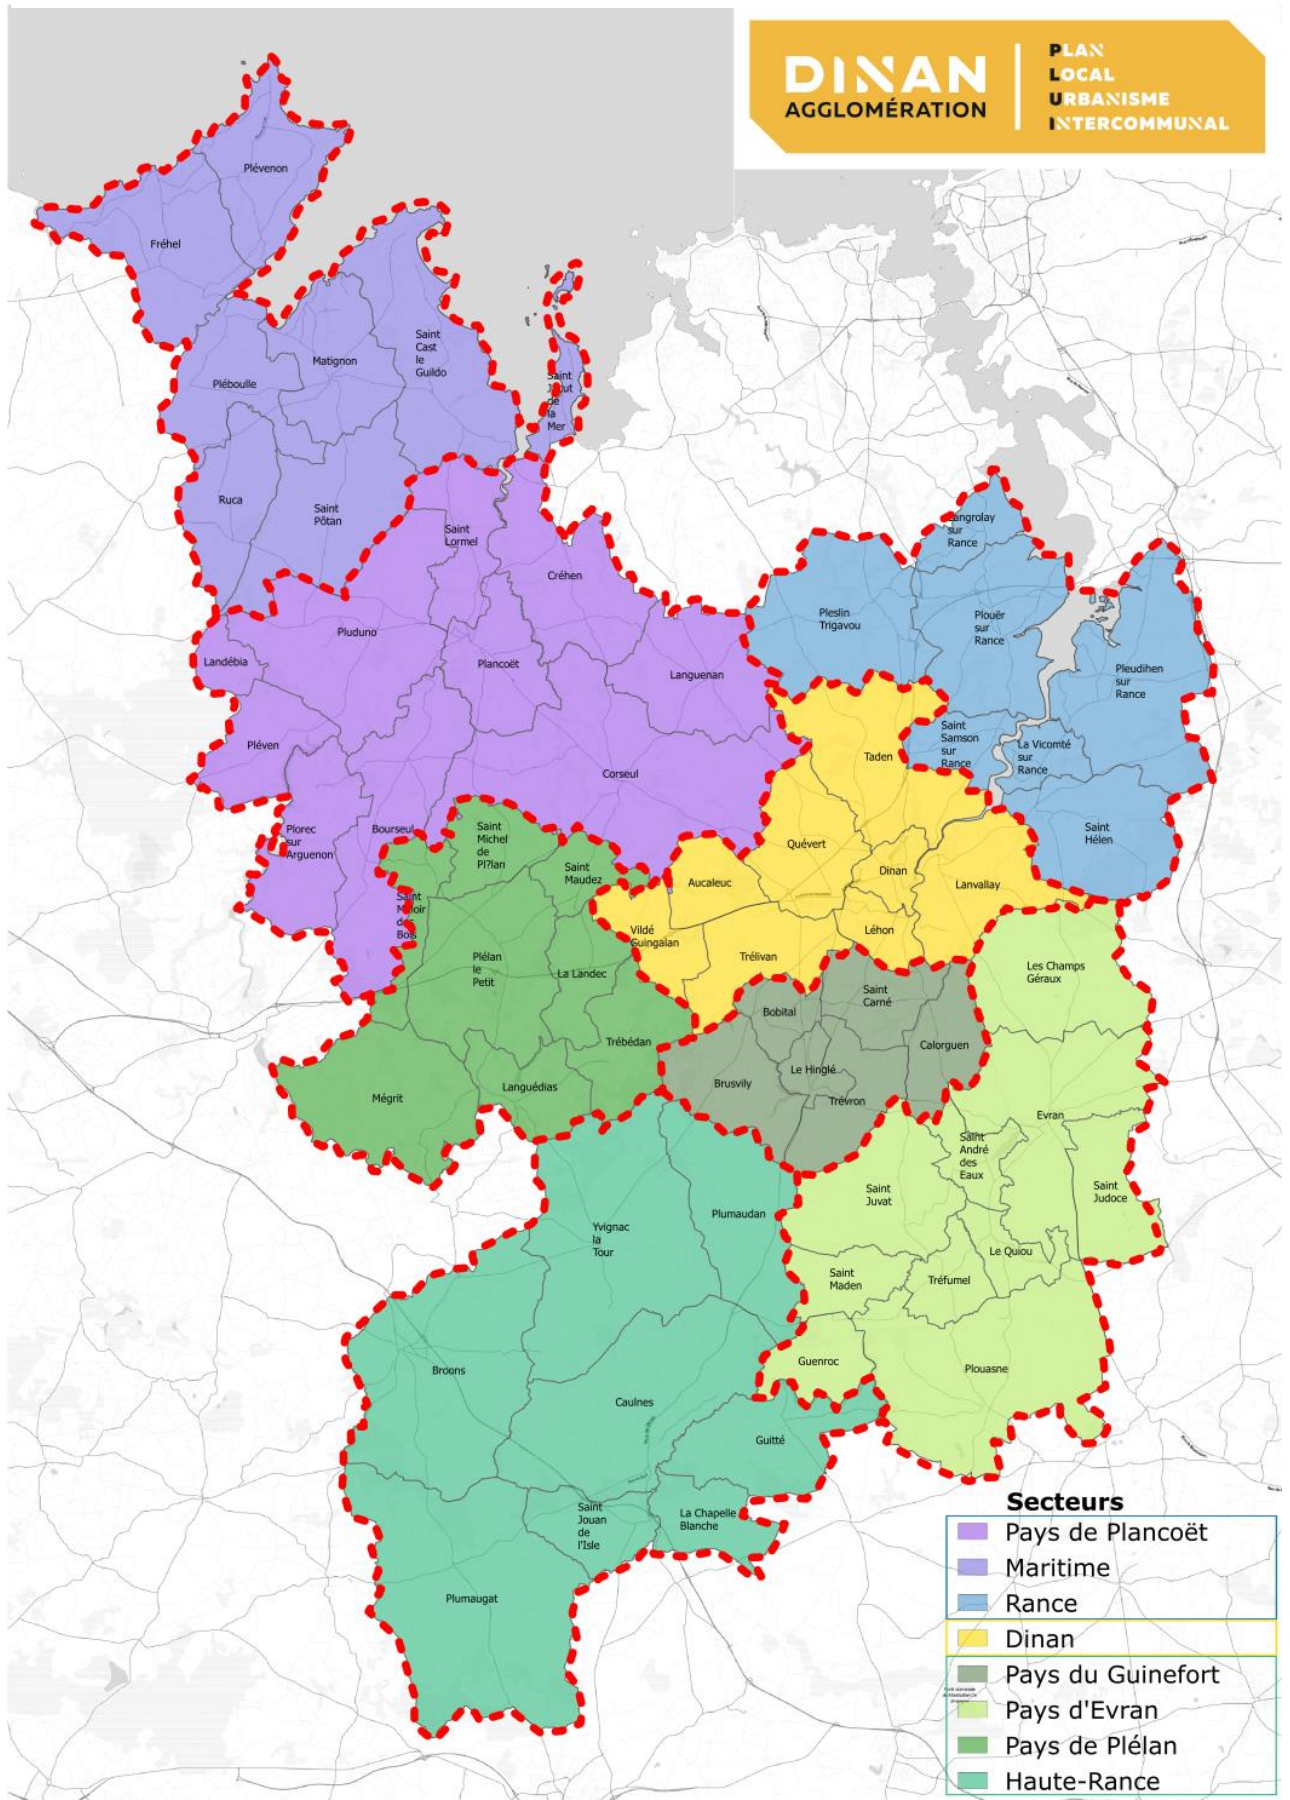 DINAN
AGGLOMÉRATION
PLAN
LOCAL
URBANISME
INTERCOMMUNAL
Plévenon
Fréhel
Saint
Cast
le
Guildo
Matignon
Pléboulle
Saint
Jacut
de
la
Mer
Ruca
Saint
Pôtan
Saint
Lormel
Langrolay
sur
Rance
Créhen
Pleslin
Trigavou
Plouër
sur
Rance
Pluduno
Plancoët
Landébia
Languenan
Pleudihen
sur
Rance
Pléven
Saint
Samson
sur
Rance
La Vicomté
sur
Rance
Taden
Corseul
Plorec
sur
Arguenon
Bourseul
Saint
Michel
de
Pl?lan
Saint
Maudez
Quévert
Dinan
Saint
Hélen
Aucaleuc
Lanvallay
Saint
Méloir
des
Bois
Vildé
Guingalan
Léhon
Trélivan
Plélan
le
Petit
La Landec
Les Champs
Géraux
Saint
Carné
Bobital
Trébédan
Calorguen
Le Hinglé
Brusvily
Languédias
Mégrit
Trévron
Evran
Saint
André
des
Eaux
Saint
Juvat
Saint
Judoce
Plumaudan
Yvignac
la
Tour
Le Quiou
Saint
Maden
Tréfumel
Guenroc
Plouasne
Broons
Caulnes
Guitté
Saint
Jouan
de
l'Isle
La Chapelle
Blanche
Plumaugat
Secteurs
Pays de Plancoët
Maritime
Rance
Dinan
Pays du Guinefort
Pays d'Evran
Pays de Plélan
Haute-Rance